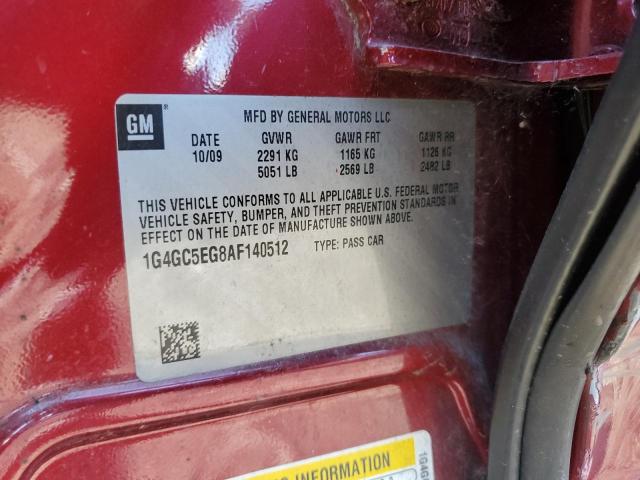 GM
MFD BY GENERAL MOTORS LLC
DATE GVWR GAWR FRT GAWR RR
10/09 2291 KG 1165 KG 1126 KG
5051 LB 2569 LB 2482 LB
THIS VEHICLE CONFORMS TO ALL APPLICABLE U.S. FEDERAL MOTOR
VEHICLE SAFETY, BUMPER, AND THEFT PREVENTION STANDARDS IN
EFFECT ON THE DATE OF MANUFACTURE SHOWN ABOVE.
1G4GC5EG8AF140512 TYPE: PASS CAR
INFORMATION
1G4G